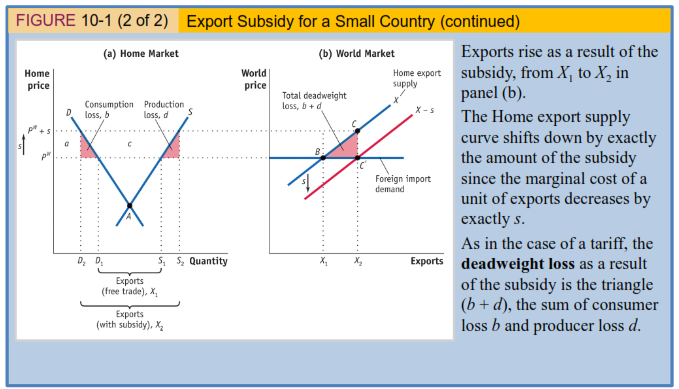 FIGURE 10-1 (2 of 2) Export Subsidy for a Small Country (continued)
(a) Home Market
(b) World Market
Home
price
World
price
Home export
supply
D
Consumption
loss, b
Production
loss, d
S
Total deadweight
loss, b + d
X
X – s
C
Pᵂ + s
s
a
c
B
Pᵂ
C'
s
Foreign import
demand
A
D₂ D₁ S₁ S₂ Quantity
X₁ X₂ Exports
Exports
(free trade), X₁
Exports
(with subsidy), X₂
Exports rise as a result of the
subsidy, from X₁ to X₂ in
panel (b).
The Home export supply
curve shifts down by exactly
the amount of the subsidy
since the marginal cost of a
unit of exports decreases by
exactly s.
As in the case of a tariff, the
deadweight loss as a result
of the subsidy is the triangle
(b + d), the sum of consumer
loss b and producer loss d.